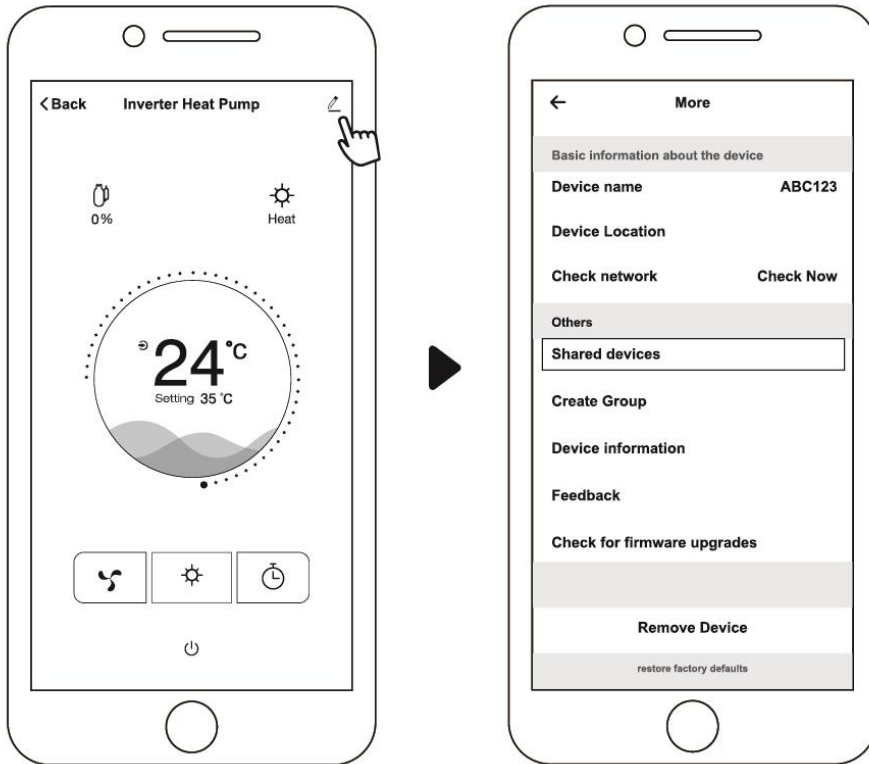 Back Inverter Heat Pump
0% Heat
24°C
Setting 35 °C
More
Basic information about the device
Device name ABC123
Device Location
Check network Check Now
Others
Shared devices
Create Group
Device information
Feedback
Check for firmware upgrades
Remove Device
restore factory defaults